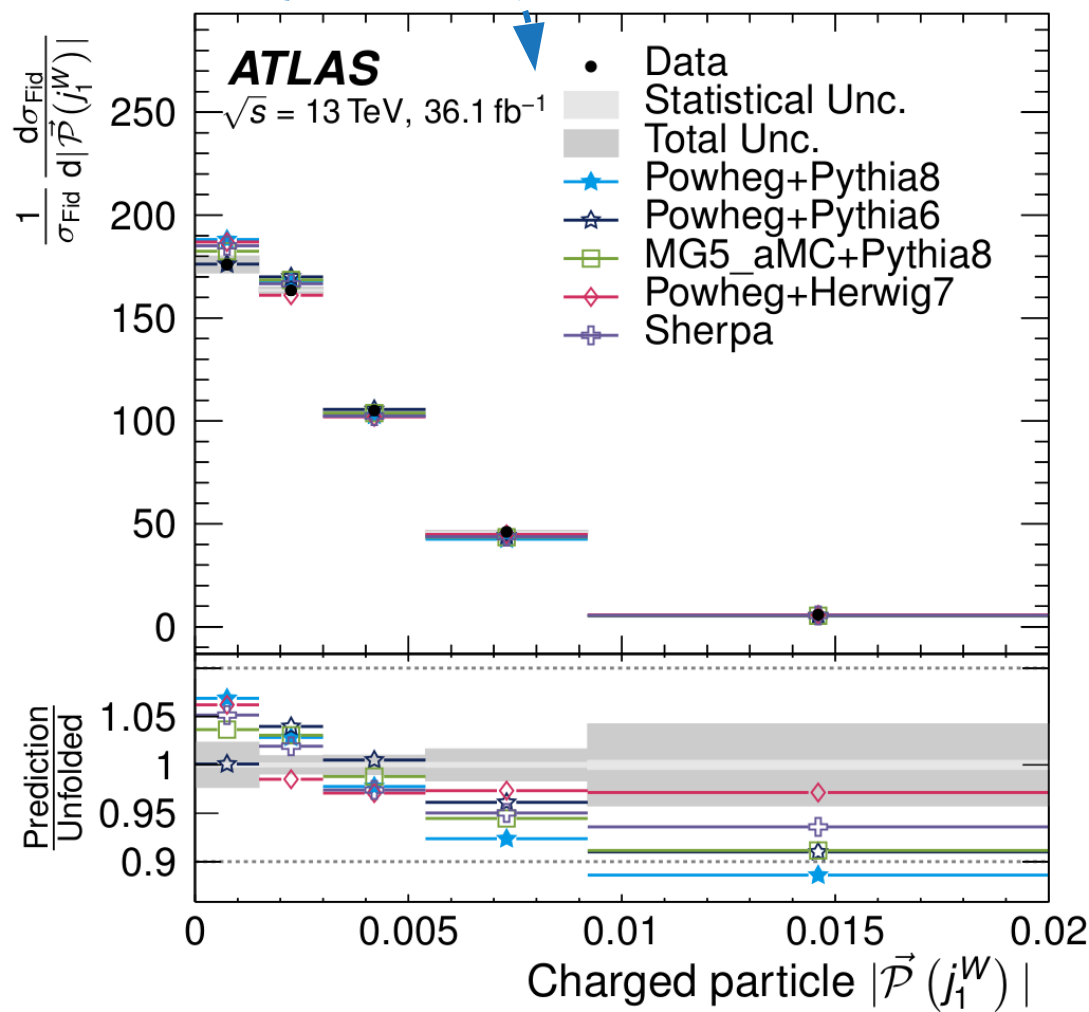 1/σ_Fid dσ_Fid/d|𝒫⃗(j₁ᵂ)|
ATLAS
√s = 13 TeV, 36.1 fb⁻¹
Data
Statistical Unc.
Total Unc.
Powheg+Pythia8
Powheg+Pythia6
MG5_aMC+Pythia8
Powheg+Herwig7
Sherpa
250
200
150
100
50
0
Prediction
Unfolded
1.05
1
0.95
0.9
0 0.005 0.01 0.015 0.02
Charged particle |𝒫⃗(j₁ᵂ)|